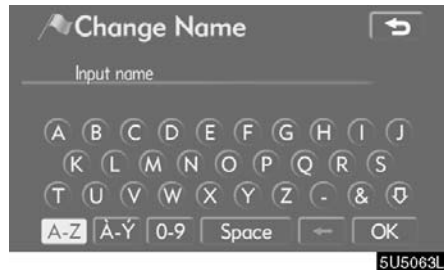 Change Name
Input name
A B C D E F G H I J
K L M N O P Q R S
T U V W X Y Z - &
A-Z À-Ý 0-9 Space ← OK
5U5063L